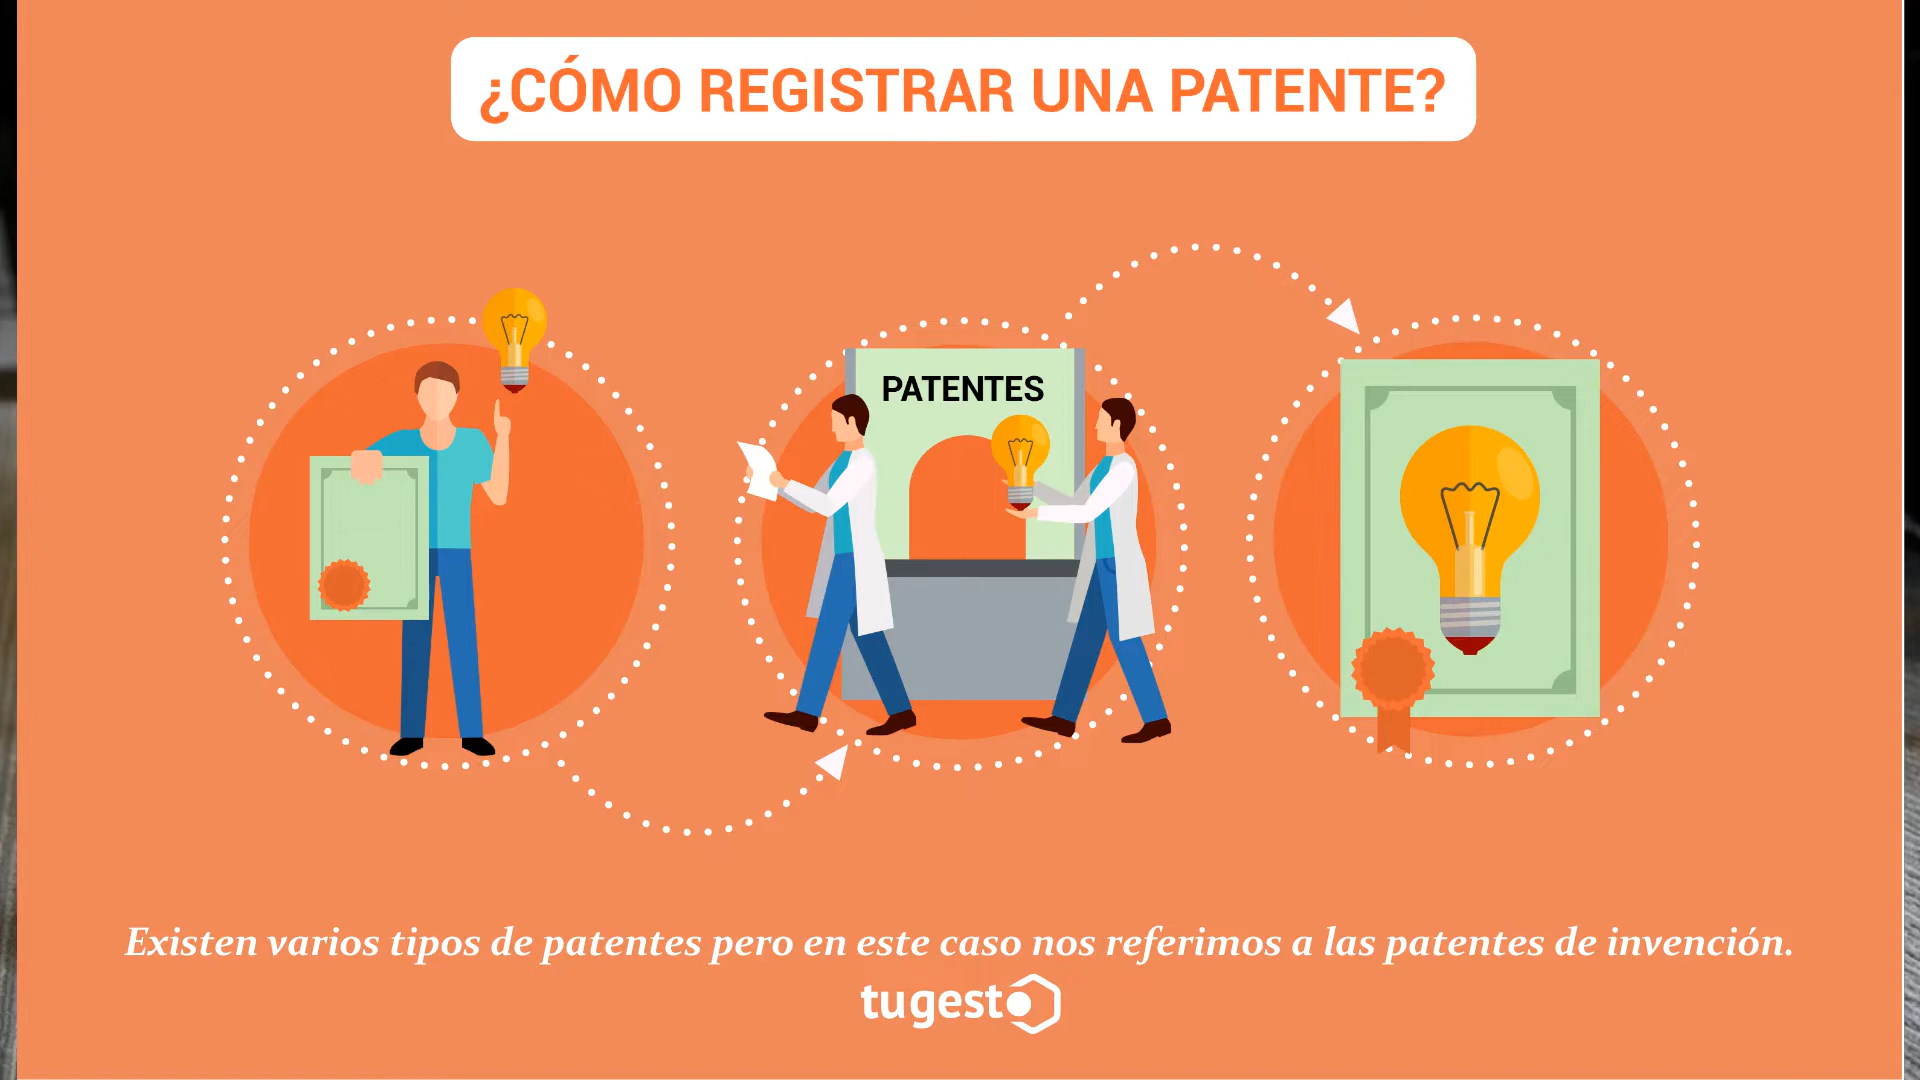 ¿CÓMO REGISTRAR UNA PATENTE?
PATENTES
Existen varios tipos de patentes pero en este caso nos referimos a las patentes de invención.
tugesto